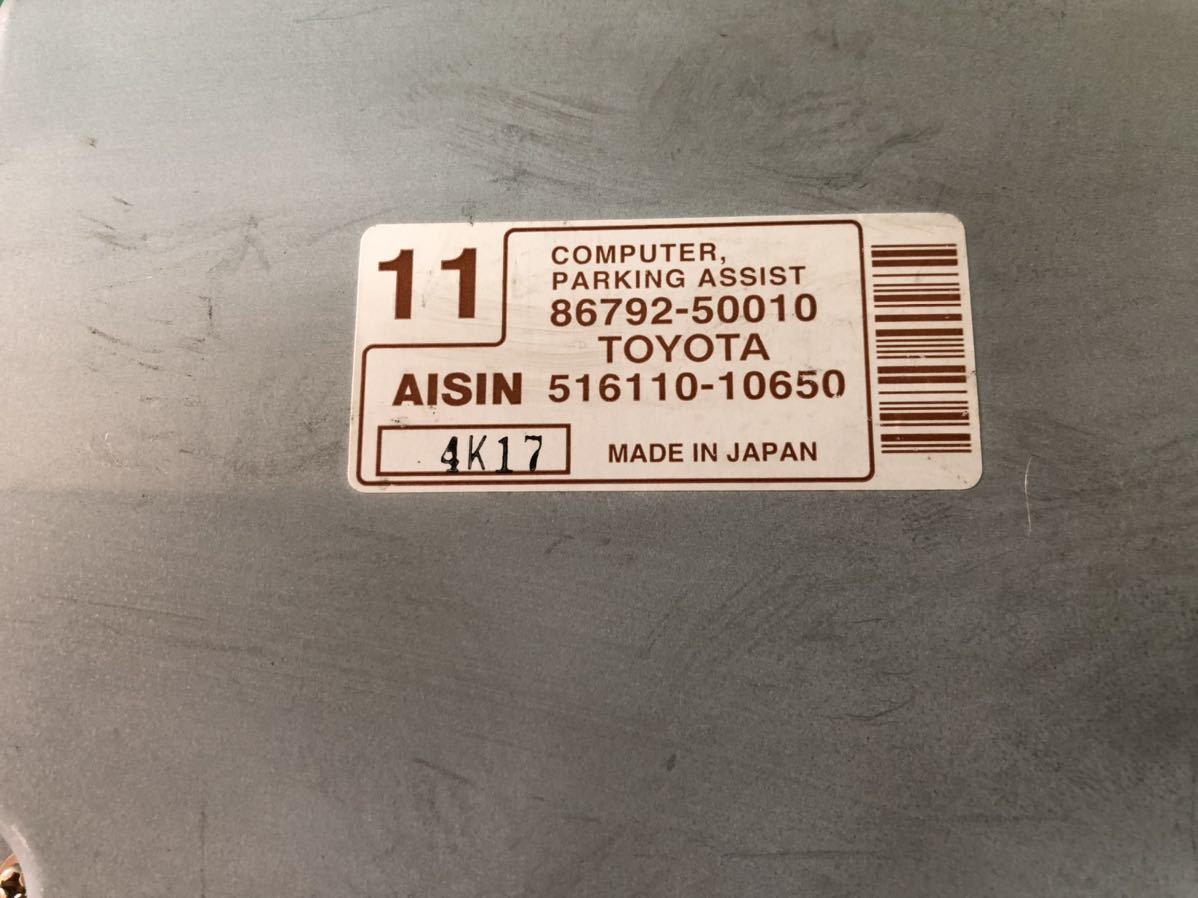 11
COMPUTER,
PARKING ASSIST
86792-50010
TOYOTA
AISIN 516110-10650
4K17
MADE IN JAPAN